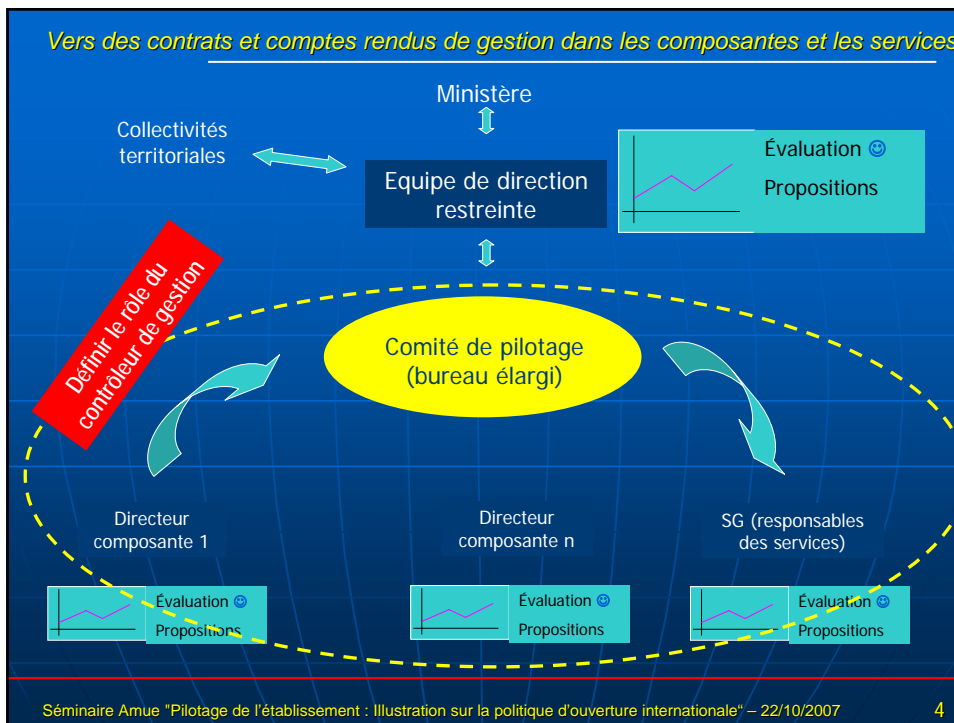 Vers des contrats et comptes rendus de gestion dans les composantes et les services
Ministère
Collectivités
territoriales
Equipe de direction
restreinte
Évaluation ☺
Propositions
Définir le rôle du
contrôleur de gestion
Comité de pilotage
(bureau élargi)
Directeur
composante 1
Directeur
composante n
SG (responsables
des services)
Évaluation ☺
Propositions
Évaluation ☺
Propositions
Évaluation ☺
Propositions
Séminaire Amue "Pilotage de l'établissement : Illustration sur la politique d'ouverture internationale“ – 22/10/2007
4